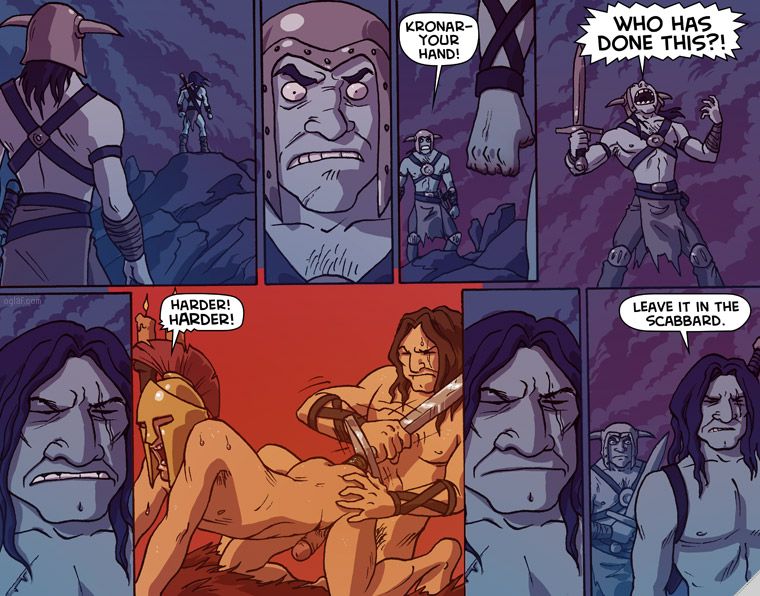 KRONAR-
YOUR
HAND!
WHO HAS
DONE THIS?!
oglaf.com
HARDER!
HARDER!
LEAVE IT IN THE
SCABBARD.